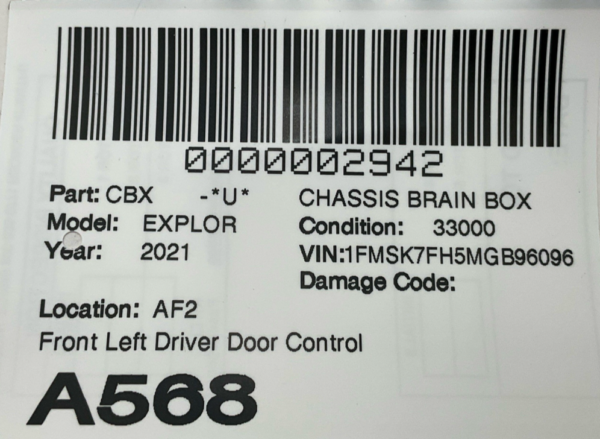 0000002942
Part: CBX -*U* CHASSIS BRAIN BOX
Model: EXPLOR Condition: 33000
Year: 2021 VIN:1FMSK7FH5MGB96096
Damage Code:
Location: AF2
Front Left Driver Door Control
A568